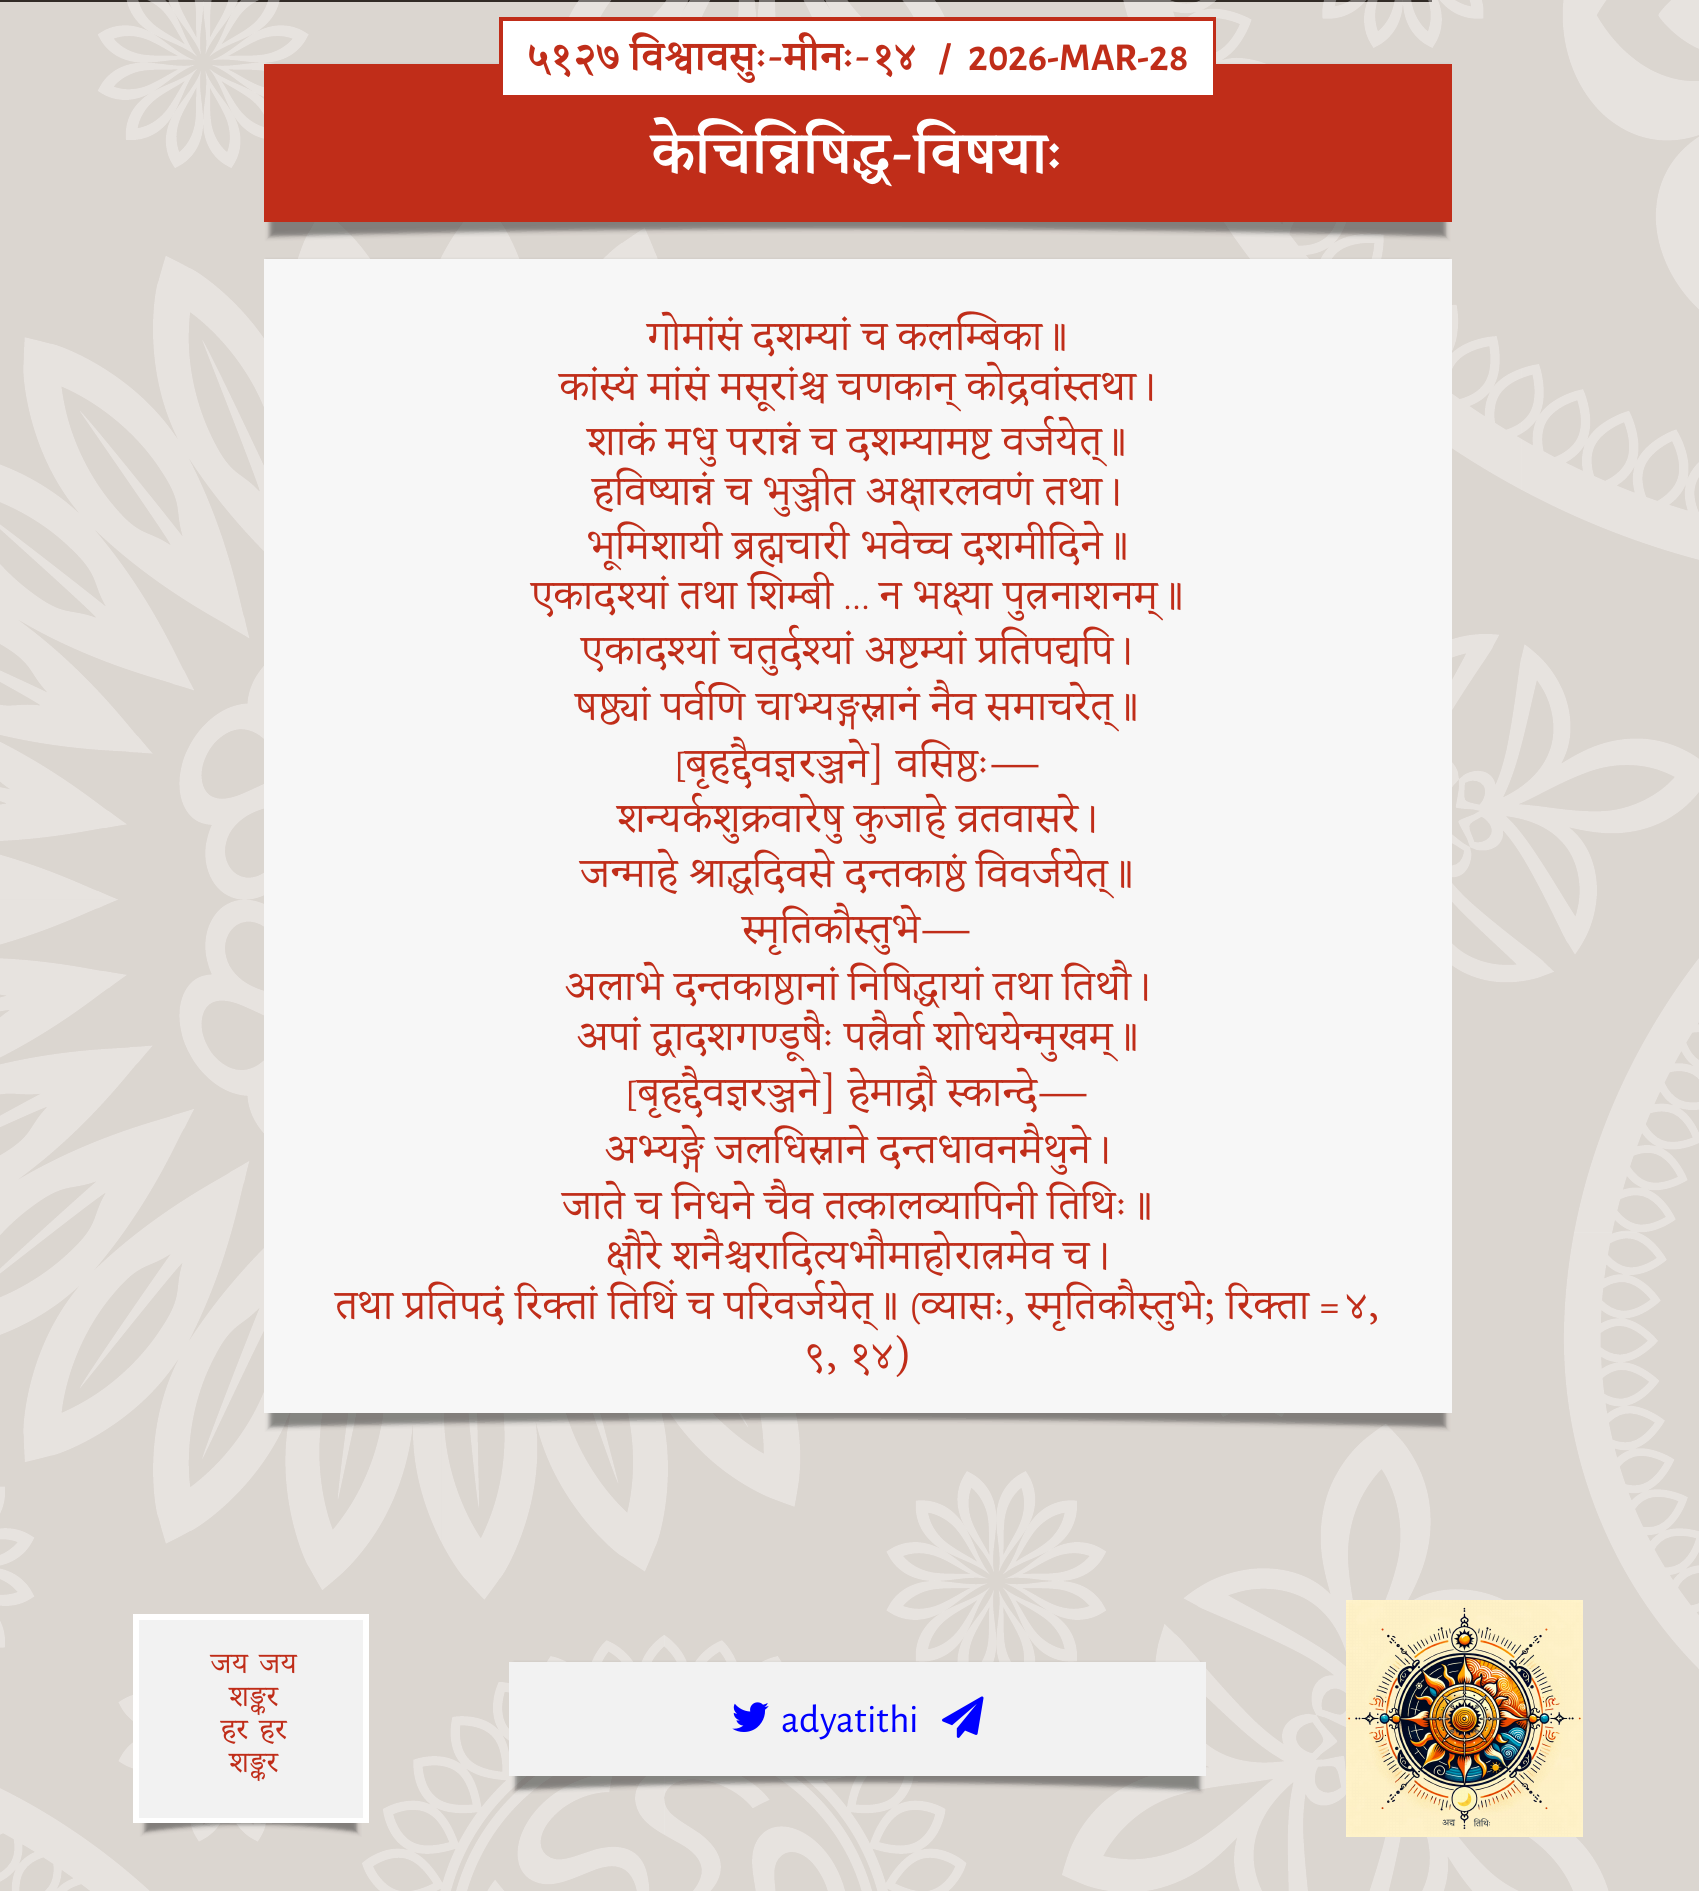 ५१२७ विश्वावसुः-मीनः-१४ / 2026-MAR-28
केचिन्निषिद्ध-विषयाः
गोमांसं दशम्यां च कलम्बिका॥
कांस्यं मांसं मसूरांश्च चणकान् कोद्रवांस्तथा।
शाकं मधु परान्नं च दशम्यामष्ट वर्जयेत्॥
हविष्यान्नं च भुञ्जीत अक्षारलवणं तथा।
भूमिशायी ब्रह्मचारी भवेच्च दशमीदिने॥
एकादश्यां तथा शिम्बी ... न भक्ष्या पुत्रनाशनम्॥
एकादश्यां चतुर्दश्यां अष्टम्यां प्रतिपद्यपि।
षष्ठ्यां पर्वणि चाभ्यङ्गस्नानं नैव समाचरेत्॥
[बृहद्दैवज्ञरञ्जने] वसिष्ठः—
शन्यर्कशुक्रवारेषु कुजाहे व्रतवासरे।
जन्माहे श्राद्धदिवसे दन्तकाष्ठं विवर्जयेत्॥
स्मृतिकौस्तुभे—
अलाभे दन्तकाष्ठानां निषिद्धायां तथा तिथौ।
अपां द्वादशगण्डूषैः पत्रैर्वा शोधयेन्मुखम्॥
[बृहद्दैवज्ञरञ्जने] हेमाद्रौ स्कान्दे—
अभ्यङ्गे जलधिस्नाने दन्तधावनमैथुने।
जाते च निधने चैव तत्कालव्यापिनी तिथिः॥
क्षौरे शनैश्चरादित्यभौमाहोरात्रमेव च।
तथा प्रतिपदं रिक्तां तिथिं च परिवर्जयेत्॥ (व्यासः, स्मृतिकौस्तुभे; रिक्ता = ४,
९, १४)
जय जय
शङ्कर
हर हर
शङ्कर
adyatithi
अद्य तिथिः